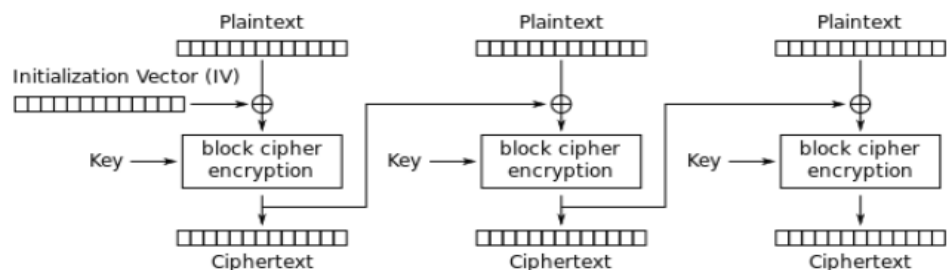 Plaintext Plaintext Plaintext
Initialization Vector (IV)
Key block cipher encryption Key block cipher encryption Key block cipher encryption
Ciphertext Ciphertext Ciphertext